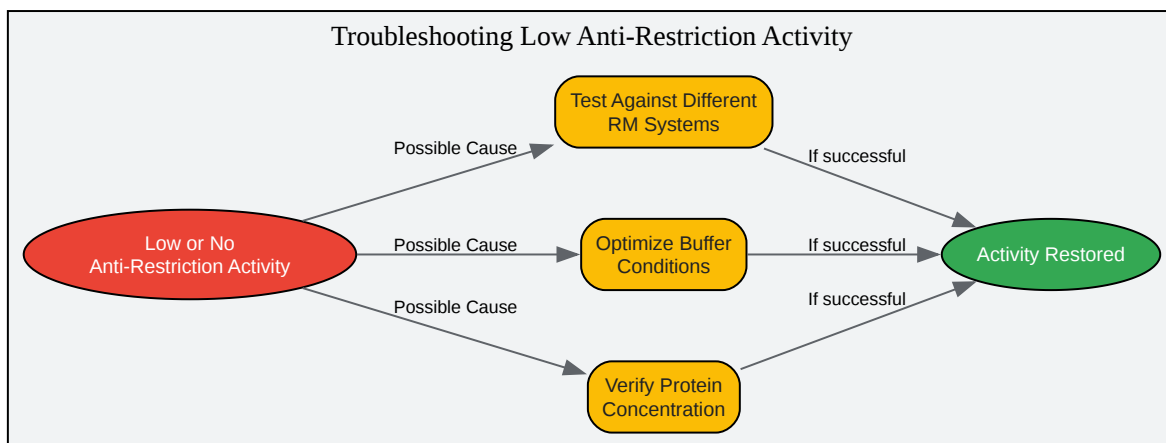 Troubleshooting Low Anti-Restriction Activity
Test Against Different
RM Systems
Possible Cause
If successful
Low or No
Anti-Restriction Activity
Possible Cause
Optimize Buffer
Conditions
If successful
Activity Restored
Possible Cause
If successful
Verify Protein
Concentration